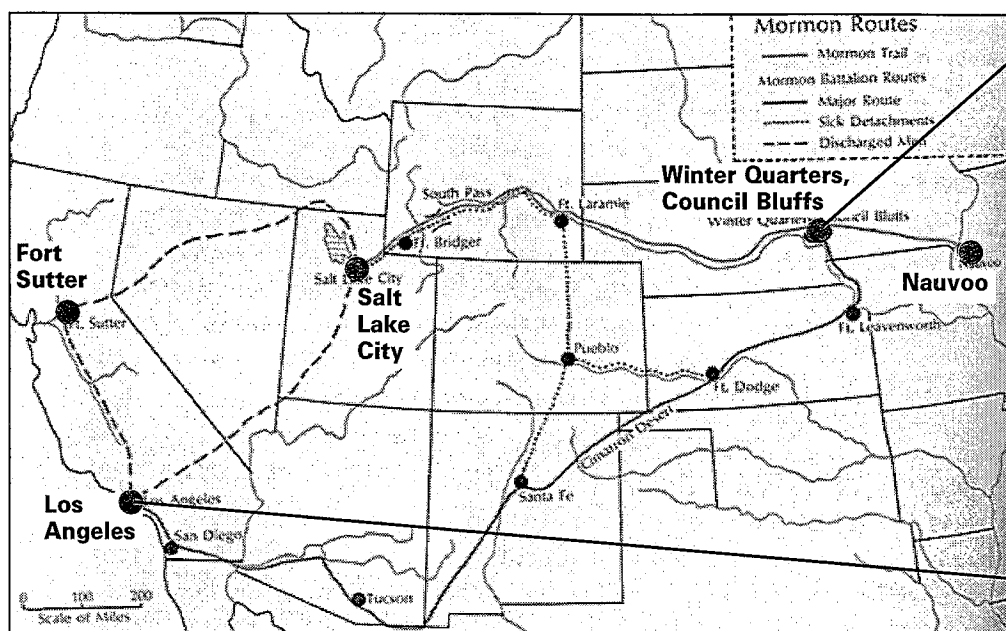 Mormon Routes
Mormon Trail
Mormon Battalion Routes
Major Route
Sick Detachments
Discharged Men
Winter Quarters,
Council Bluffs
South Pass
Ft. Laramie
Winter Quarters Council Bluffs
Ft. Bridger
Fort
Sutter
Salt Lake City
Nauvoo
Nauvoo
Ft. Sutter
Salt
Lake
City
Ft. Leavenworth
Pueblo
Ft. Dodge
Cimarron Desert
Santa Fe
Los
Angeles
Los Angeles
San Diego
Tucson
0 100 200
Scale of Miles